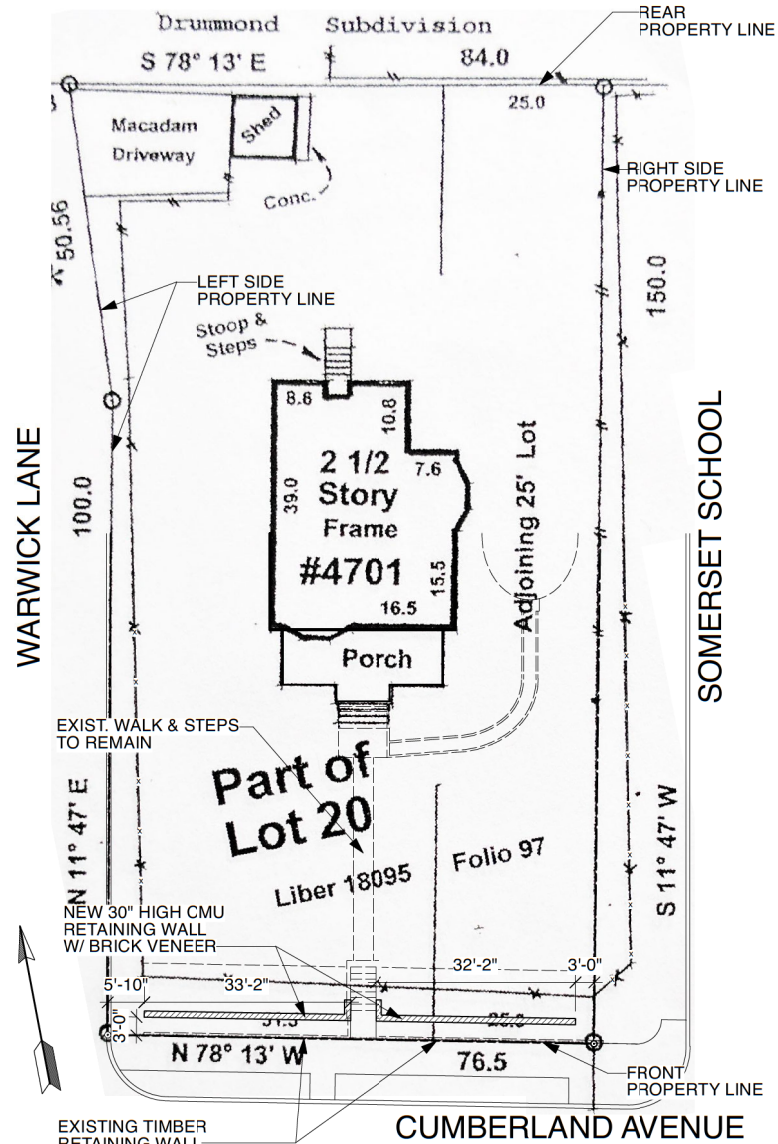 Drummond Subdivision
REAR
PROPERTY LINE
S 78° 13' E
84.0
25.0
Macadam
Driveway
Shed
Conc.
RIGHT SIDE
PROPERTY LINE
50.56
150.0
LEFT SIDE
PROPERTY LINE
Stoop &
Steps
8.6
10.8
7.6
2 1/2
Story
Frame
#4701
39.0
15.5
16.5
Porch
Adjoining 25' Lot
WARWICK LANE
100.0
SOMERSET SCHOOL
EXIST. WALK & STEPS
TO REMAIN
Part of
Lot 20
Liber 18095
Folio 97
N 11° 47' E
S 11° 47' W
NEW 30" HIGH CMU
RETAINING WALL
W/ BRICK VENEER
5'-10"
33'-2"
32'-2"
3'-0"
3'-0"
N 78° 13' W
76.5
FRONT
PROPERTY LINE
EXISTING TIMBER
RETAINING WALL
CUMBERLAND AVENUE